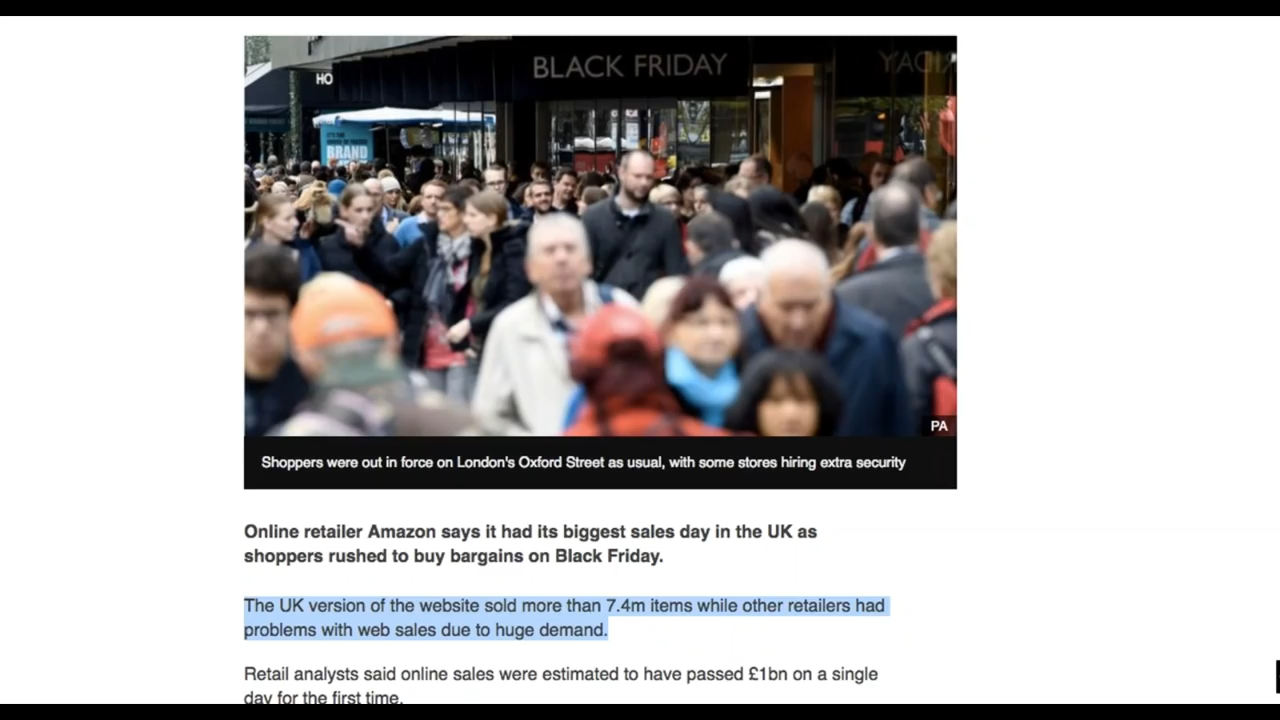 HO
BLACK FRIDAY
BRAND
PA
Shoppers were out in force on London's Oxford Street as usual, with some stores hiring extra security
Online retailer Amazon says it had its biggest sales day in the UK as
shoppers rushed to buy bargains on Black Friday.
The UK version of the website sold more than 7.4m items while other retailers had
problems with web sales due to huge demand.
Retail analysts said online sales were estimated to have passed £1bn on a single
day for the first time.